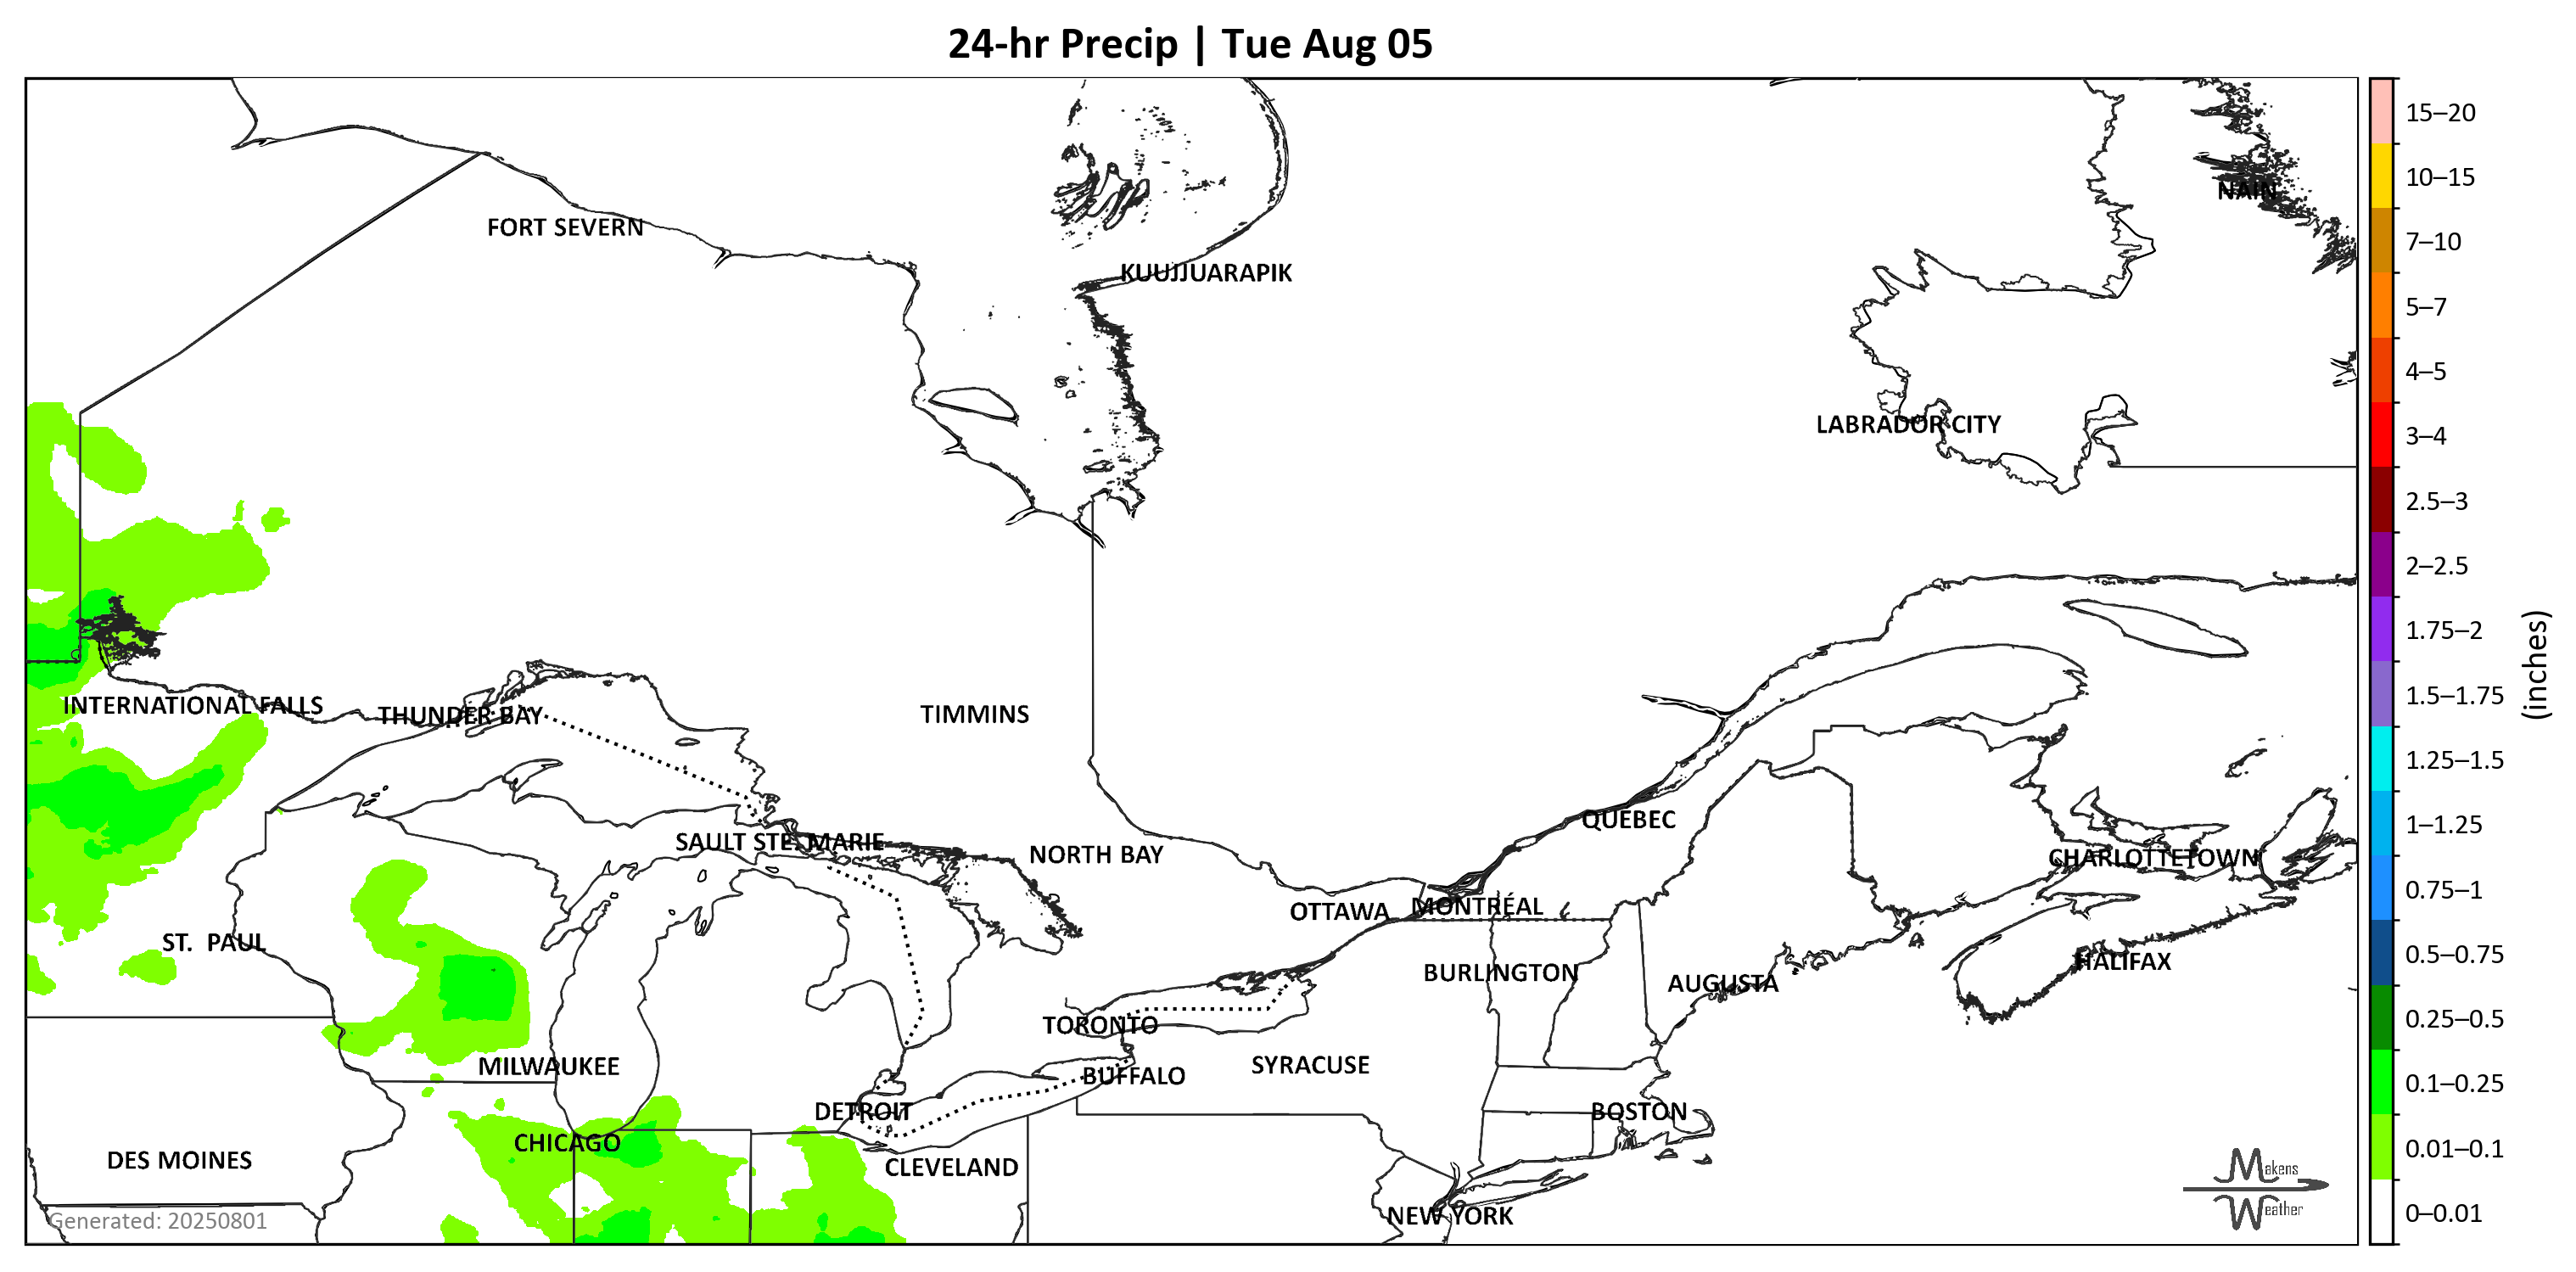 24-hr Precip | Tue Aug 05
15–20
10–15
NAIN
FORT SEVERN
7–10
KUUJJUARAPIK
5–7
4–5
LABRADOR CITY
3–4
2.5–3
2–2.5
1.75–2
(inches)
1.5–1.75
INTERNATIONAL FALLS
THUNDER BAY
TIMMINS
1.25–1.5
QUEBEC
1–1.25
SAULT STE. MARIE
NORTH BAY
CHARLOTTETOWN
0.75–1
OTTAWA
MONTRÉAL
ST. PAUL
0.5–0.75
HALIFAX
BURLINGTON
AUGUSTA
TORONTO
0.25–0.5
MILWAUKEE
SYRACUSE
BUFFALO
0.1–0.25
DETROIT
BOSTON
CHICAGO
0.01–0.1
DES MOINES
CLEVELAND
Makens
Weather
NEW YORK
0–0.01
Generated: 20250801